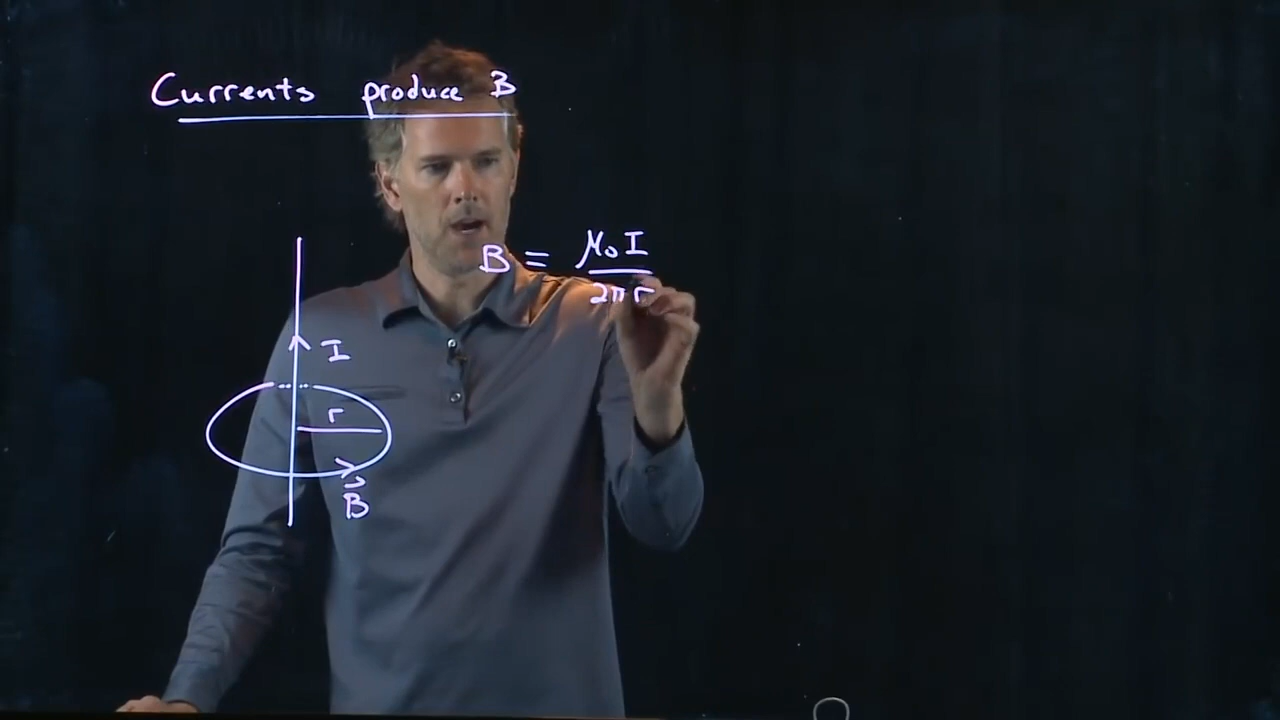 Currents produce B
B = μ₀I
2πr
I
r
B⃗